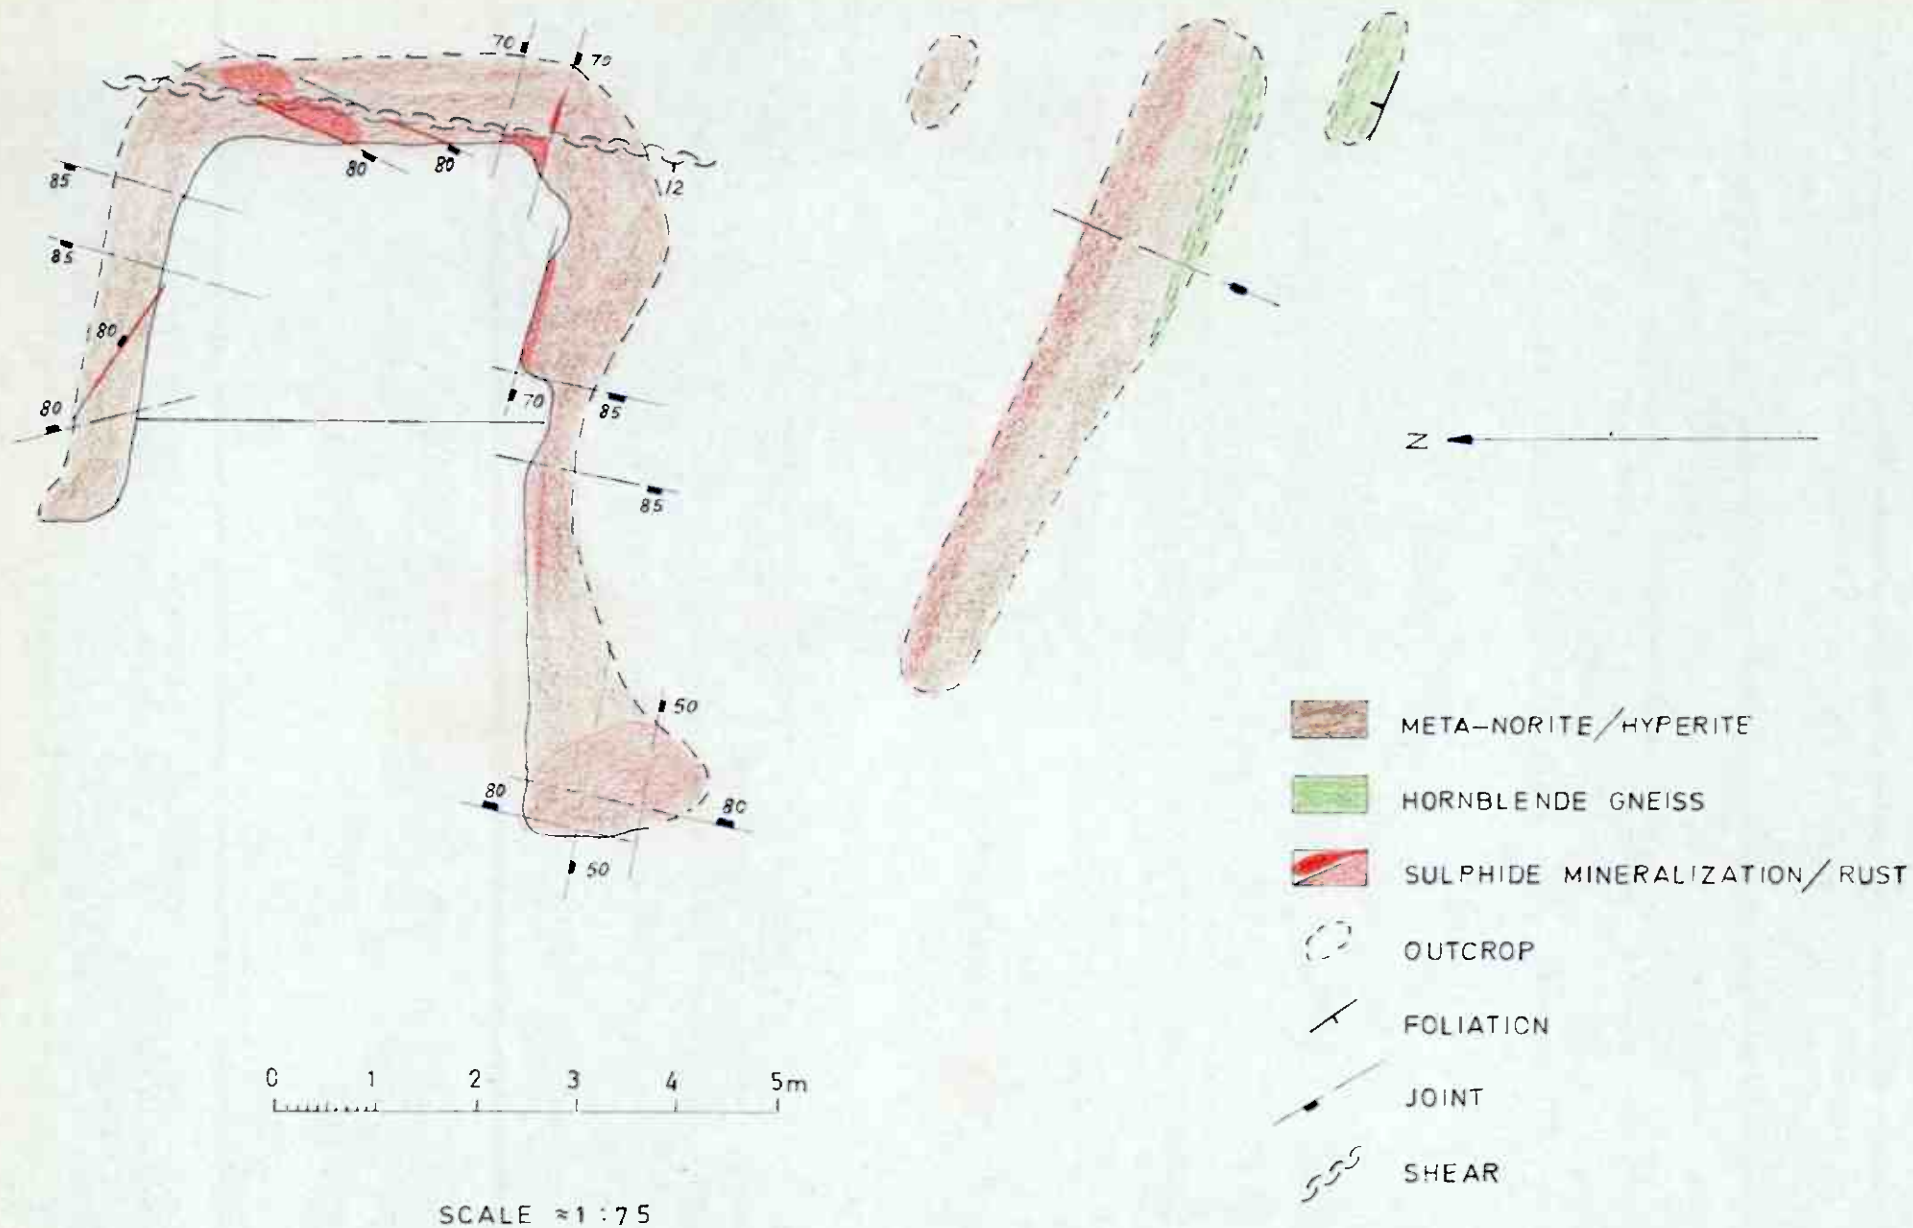 70
70
80
80
12
85
85
80
80
70
85
85
50
80
80
50
N
META-NORITE/HYPERITE
HORNBLENDE GNEISS
SULPHIDE MINERALIZATION/RUST
OUTCROP
FOLIATION
JOINT
SHEAR
0 1 2 3 4 5m
SCALE ≈1:75